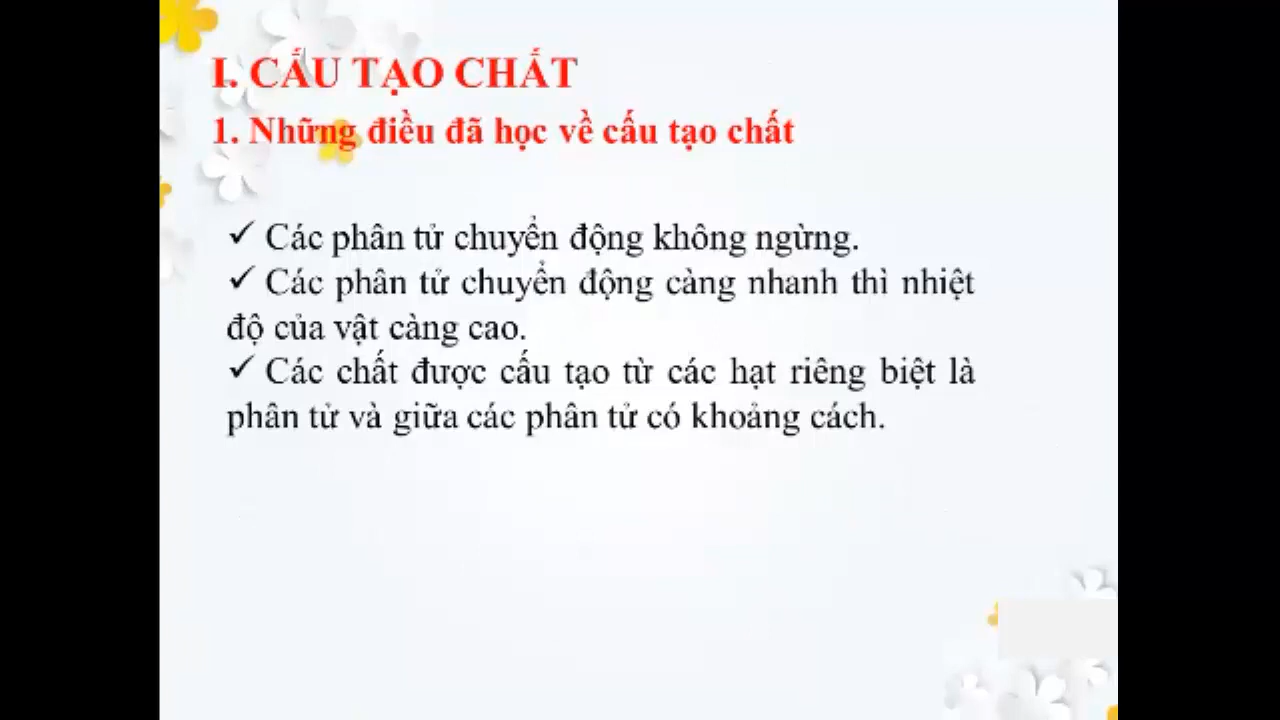 I. CẤU TẠO CHẤT
1. Những điều đã học về cấu tạo chất
✓ Các phân tử chuyển động không ngừng.
✓ Các phân tử chuyển động càng nhanh thì nhiệt
độ của vật càng cao.
✓ Các chất được cấu tạo từ các hạt riêng biệt là
phân tử và giữa các phân tử có khoảng cách.